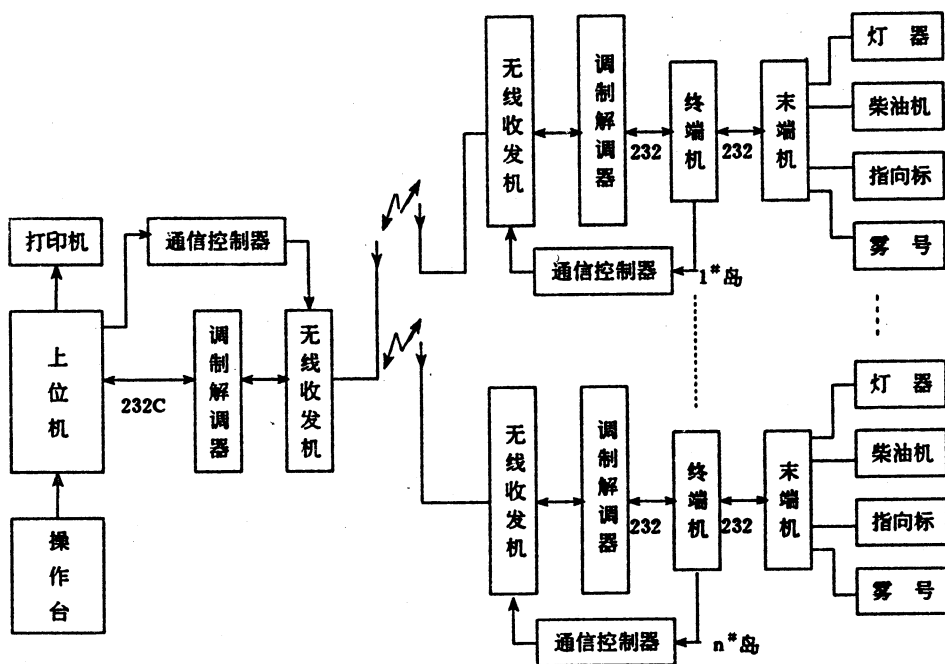 打印机
通信控制器
上位机
232C
调制解调器
无线收发机
操作台
无线收发机
调制解调器
232
终端机
232
末端机
灯 器
柴油机
指向标
雾 号
通信控制器
1#岛
无线收发机
调制解调器
232
终端机
232
末端机
灯 器
柴油机
指向标
雾 号
通信控制器
n#岛